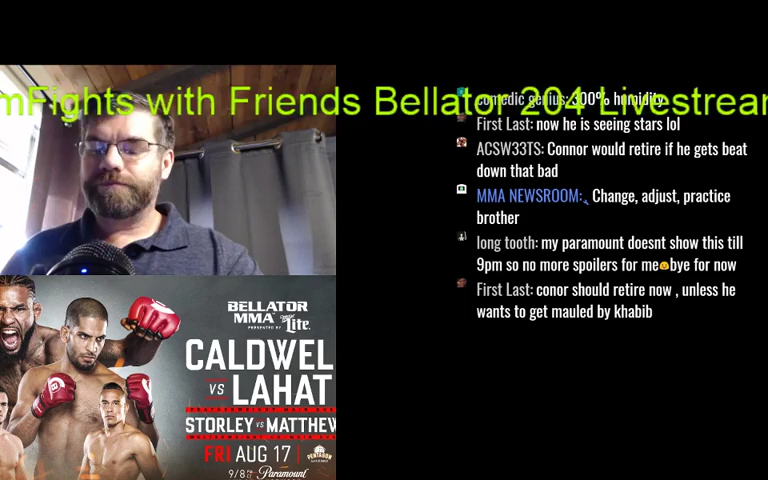 mFights with Friends Bellator 204 Livestrear
comedic genius: 300% humidity
First Last: now he is seeing stars lol
ACSW33TS: Connor would retire if he gets beat
down that bad
MMA NEWSROOM: Change, adjust, practice
brother
long tooth: my paramount doesnt show this till
9pm so no more spoilers for me bye for now
First Last: conor should retire now , unless he
wants to get mauled by khabib
BELLATOR
MMA
PRESENTED BY
Lite
CALDWEL
VS LAHAT
STORLEY VS MATTHEW
FRI AUG 17
9/8
Paramount